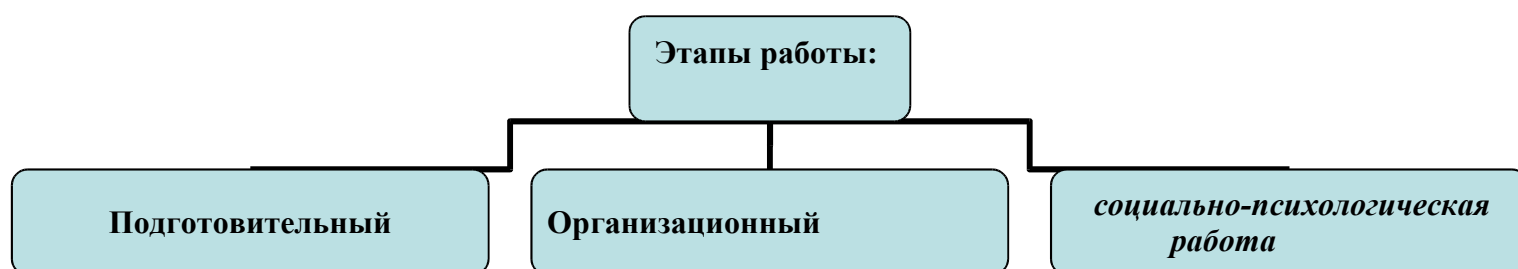 Этапы работы:
Подготовительный
Организационный
социально-психологическая
работа